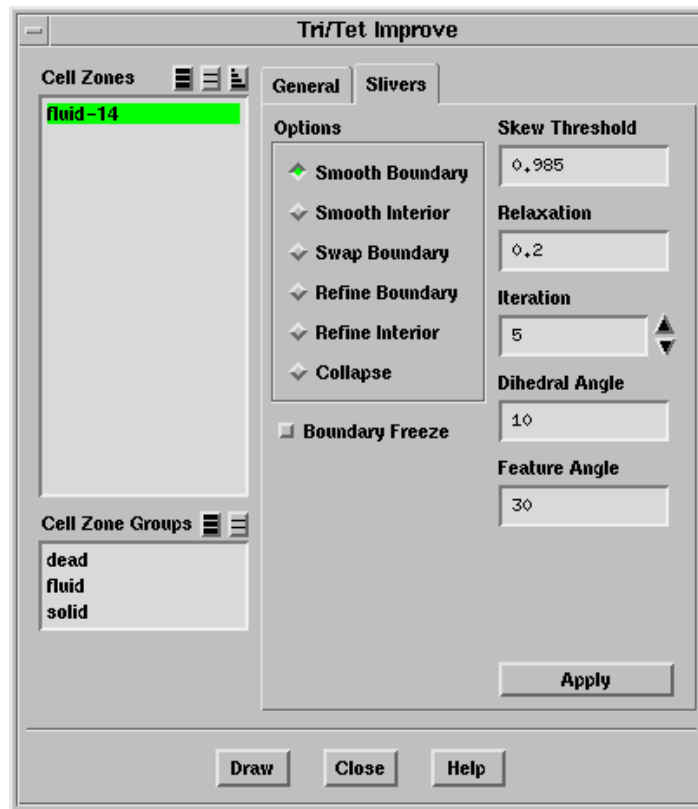 Tri/Tet Improve
Cell Zones
fluid-14
Cell Zone Groups
dead
fluid
solid
General
Slivers
Options
Smooth Boundary
Smooth Interior
Swap Boundary
Refine Boundary
Refine Interior
Collapse
Boundary Freeze
Skew Threshold
0.985
Relaxation
0.2
Iteration
5
Dihedral Angle
10
Feature Angle
30
Apply
Draw
Close
Help